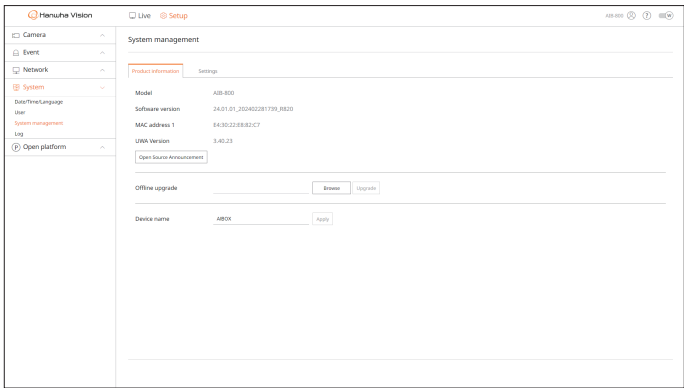 Hanwha Vision
Live
Setup
AIB-800
?
W
Camera
Event
Network
System
Date/Time/Language
User
System management
Log
P Open platform
System management
Product information
Settings
Model AIB-800
Software version 24.01.01_202402281739_R820
MAC address 1 E4:30:22:E8:82:C7
UWA Version 3.40.23
Open Source Announcement
Offline upgrade Browse Upgrade
Device name AIBOX Apply